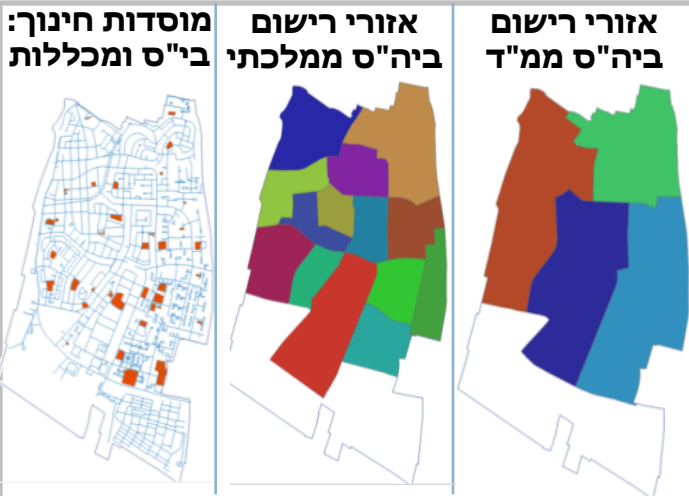 אזורי רישום
ביה"ס ממ"ד
אזורי רישום
ביה"ס ממלכתי
מוסדות חינוך:
בי"ס ומכללות